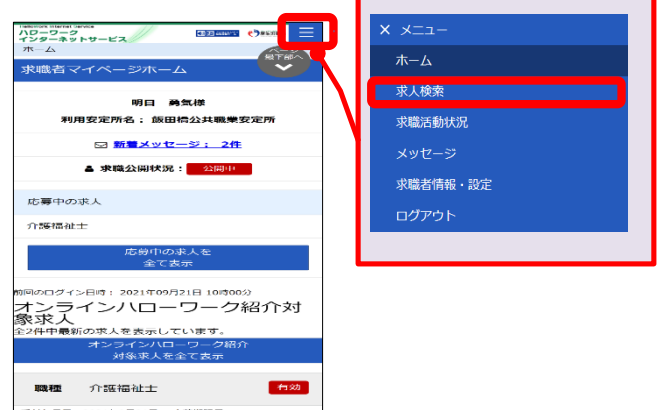 ハローワーク
インターネットサービス
ホーム
求職者マイページホーム
ページ
最下部へ
明日 勇気様
利用安定所名： 飯田橋公共職業安定所
新着メッセージ： 2件
求職公開状況： 公開中
応募中の求人
介護福祉士
応募中の求人を
全て表示
前回のログイン日時： 2021年09月21日 10時00分
オンラインハローワーク紹介対
象求人
全2件中最新の求人を表示しています。
オンラインハローワーク紹介
対象求人を全て表示
職種 介護福祉士 有効
× メニュー
ホーム
求人検索
求職活動状況
メッセージ
求職者情報・設定
ログアウト